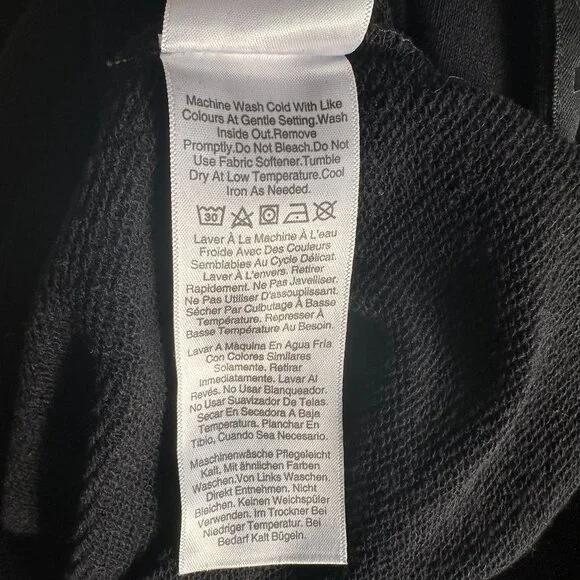 Machine Wash Cold With Like
Colours At Gentle Setting.Wash
Inside Out.Remove
Promptly.Do Not Bleach.Do Not
Use Fabric Softener.Tumble
Dry At Low Temperature.Cool
Iron As Needed.
30
Laver À La Machine À L'eau
Froide Avec Des Couleurs
Semblables Au Cycle Délicat.
Laver À L'envers. Retirer
Rapidement. Ne Pas Javelliser.
Ne Pas Utiliser D'assouplissant.
Sécher Par Culbutage À Basse
Température. Represser À
Basse Température Au Besoin.
Lavar A Máquina En Agua Fría
Con Colores Similares
Solamente. Retirar
Inmediatamente. Lavar Al
Revés. No Usar Blanqueador.
No Usar Suavizador De Telas.
Secar En Secadora A Baja
Temperatura. Planchar En
Tibio, Cuando Sea Necesario.
Maschinenwäsche Pflegeleicht
Kalt. Mit ähnlichen Farben
Waschen.Von Links Waschen.
Direkt Entnehmen. Nicht
Bleichen. Keinen Weichspüler
Verwenden. Im Trockner Bei
Niedriger Temperatur. Bei
Bedarf Kalt Bügeln.